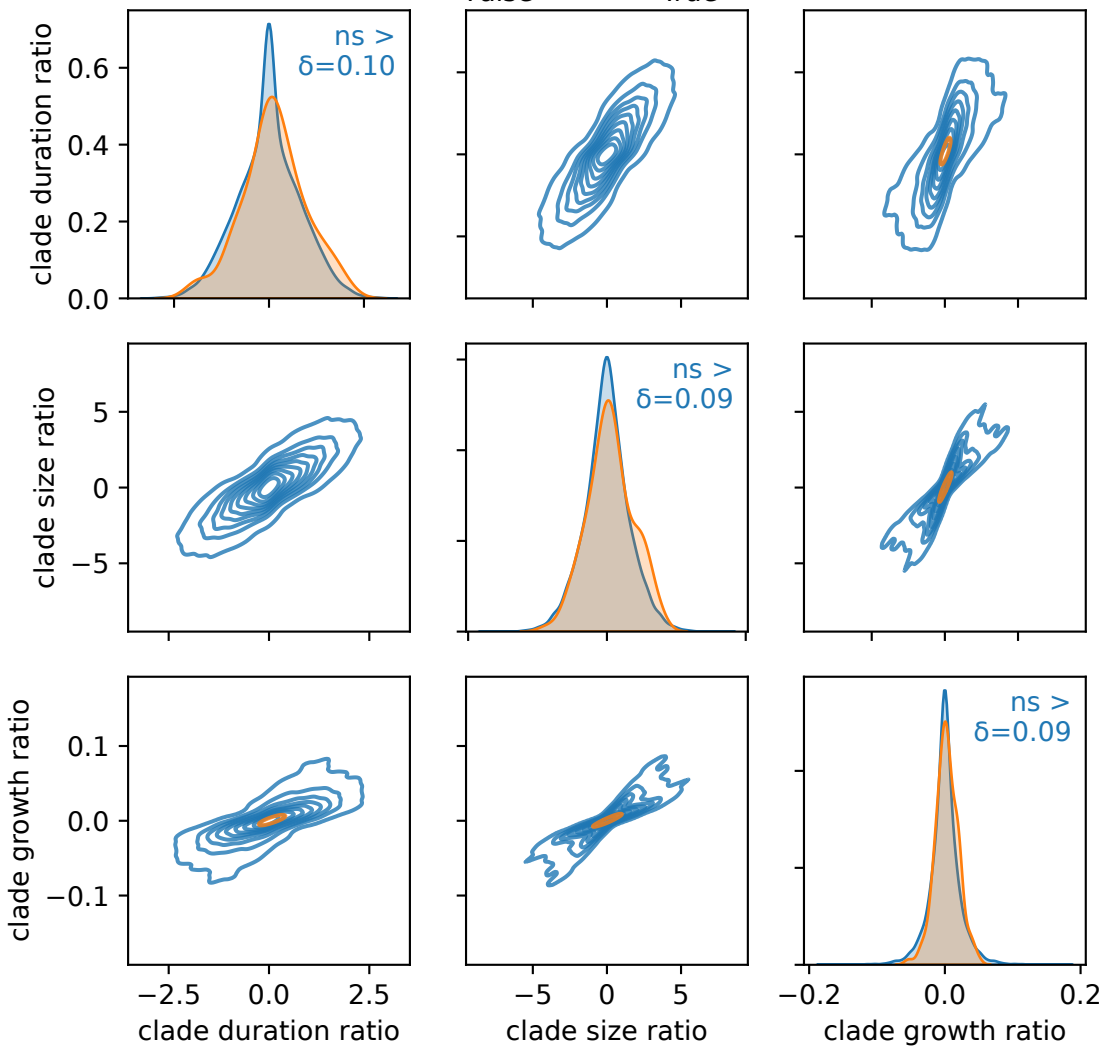 clade duration ratio
0.6
0.4
0.2
0.0
ns >
δ=0.10
clade size ratio
5
0
−5
ns >
δ=0.09
clade growth ratio
0.1
0.0
−0.1
ns >
δ=0.09
−2.5 0.0 2.5
−5 0 5
−0.2 0.0 0.2
clade duration ratio
clade size ratio
clade growth ratio